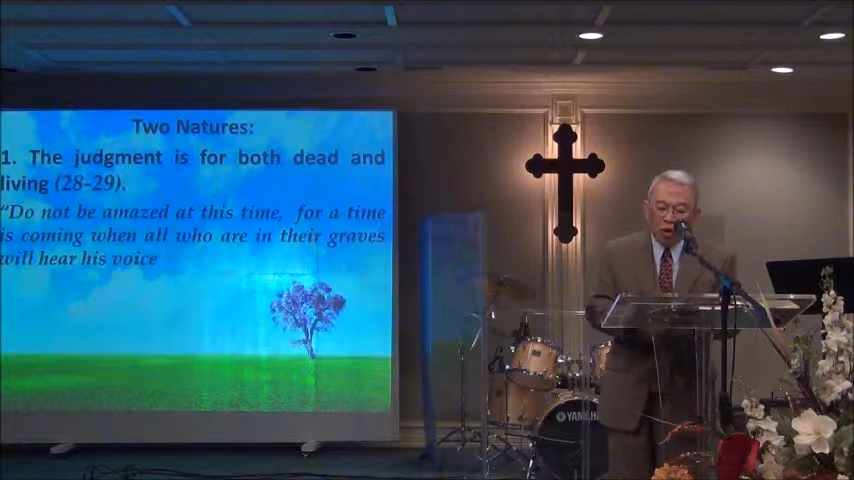 Two Natures:
1. The judgment is for both dead and
living (28-29).
“Do not be amazed at this time, for a time
is coming when all who are in their graves
will hear his voice
YAMAHA